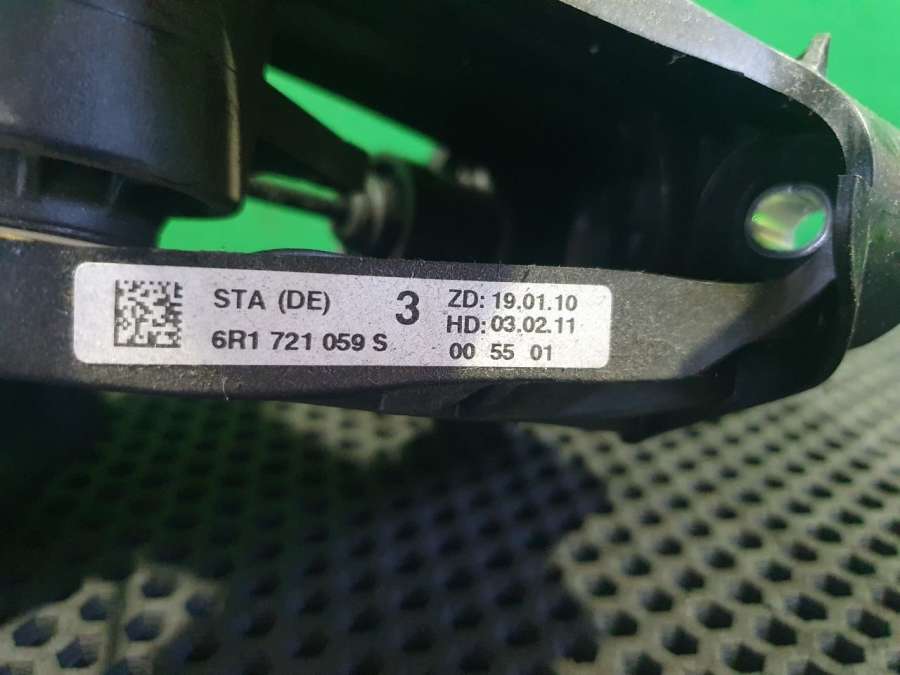 STA (DE)
6R1 721 059 S
3
ZD: 19.01.10
HD: 03.02.11
00 55 01